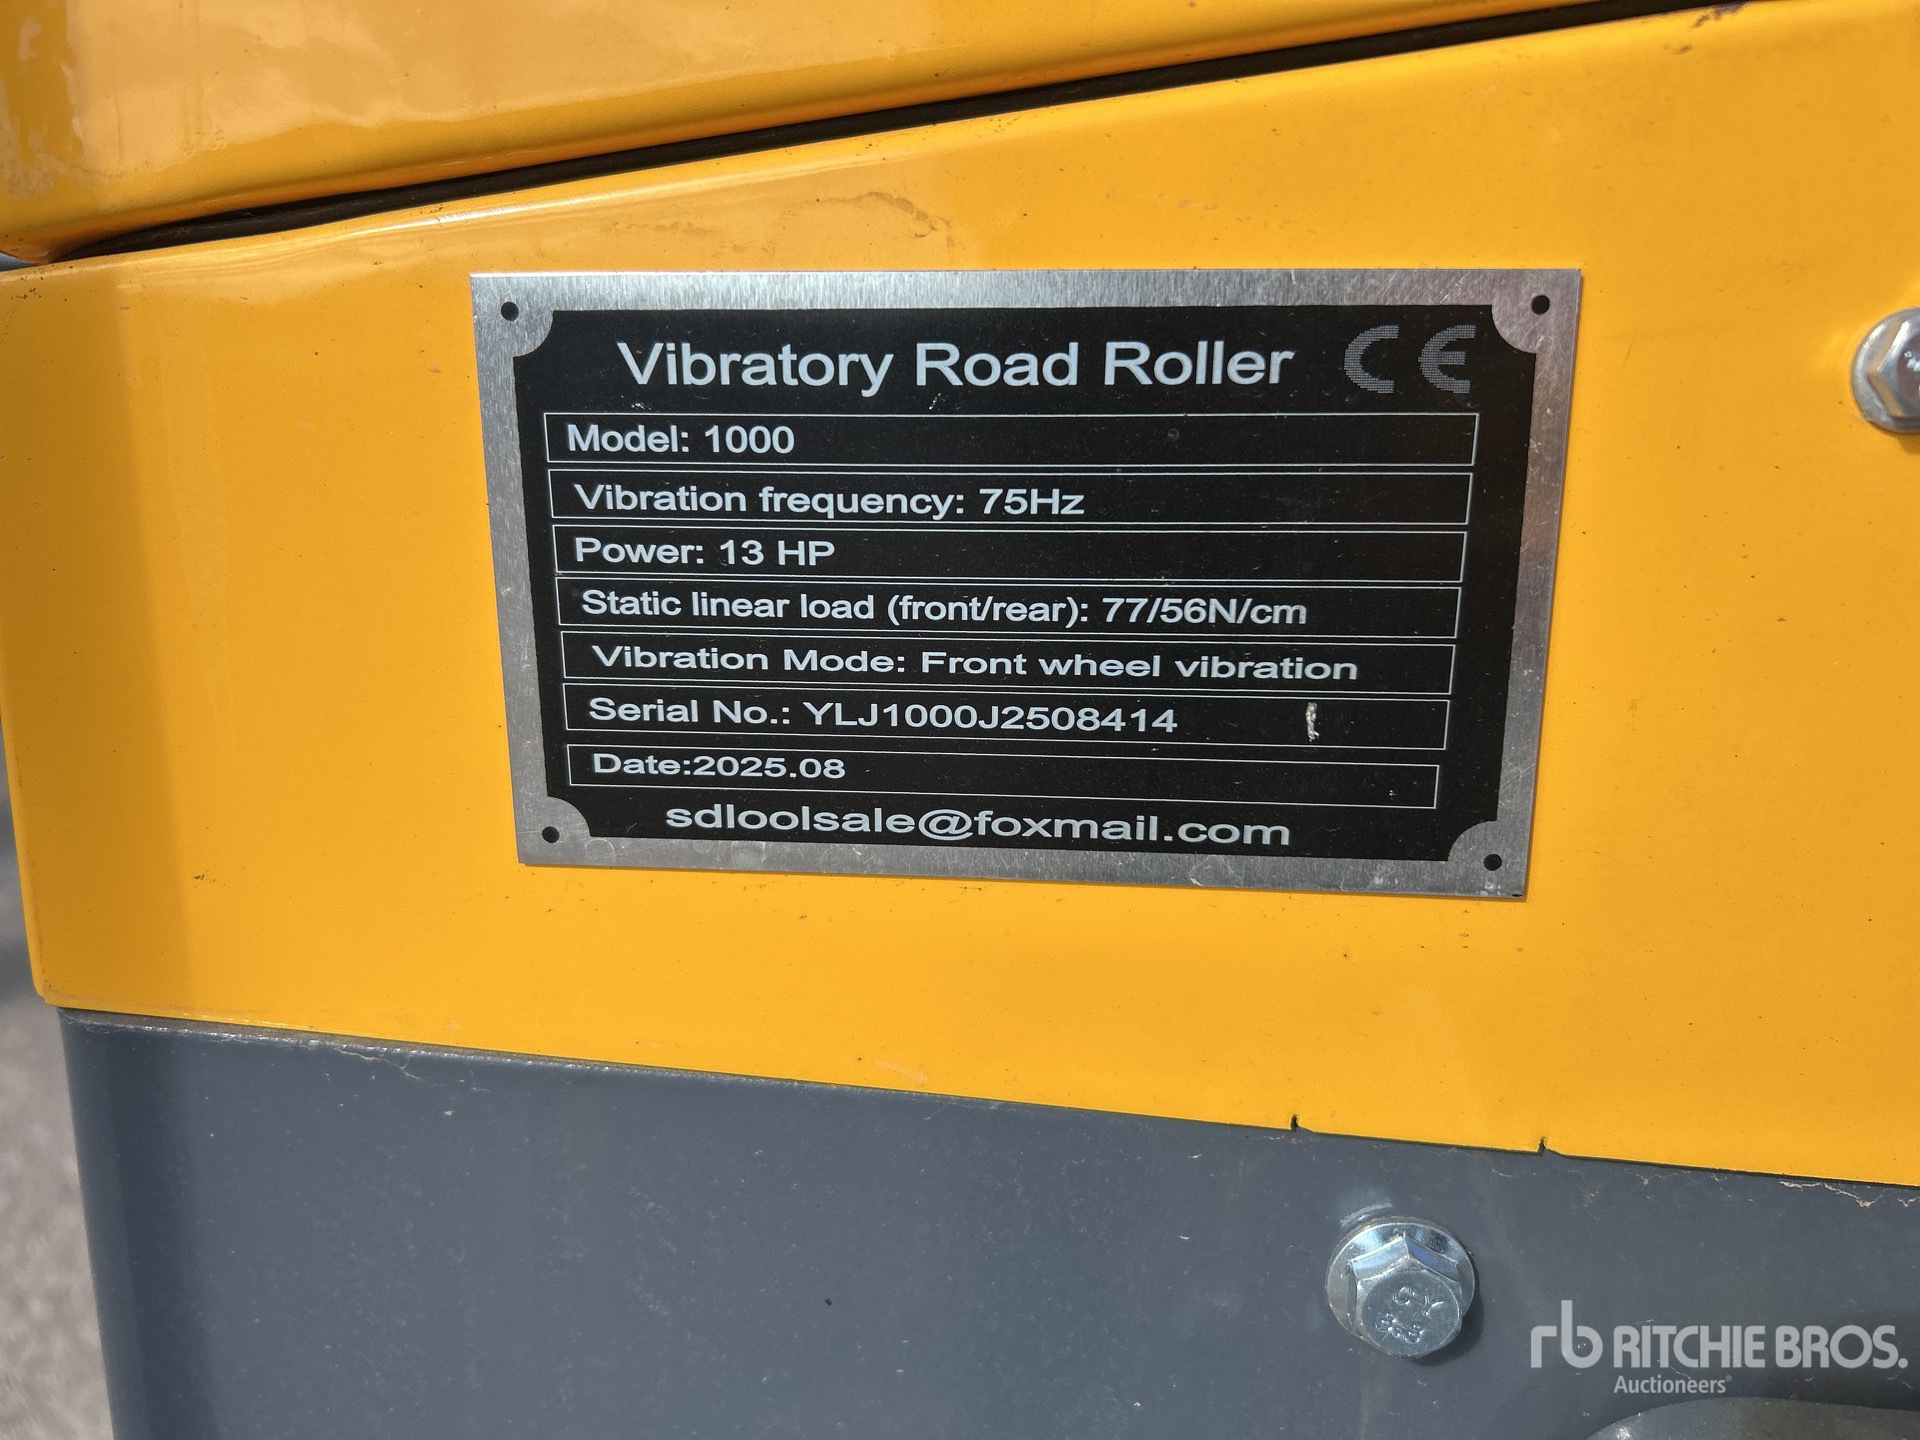 Vibratory Road Roller CE
Model: 1000
Vibration frequency: 75Hz
Power: 13 HP
Static linear load (front/rear): 77/56N/cm
Vibration Mode: Front wheel vibration
Serial No.: YLJ1000J2508414
Date:2025.08
sdloolsale@foxmail.com
rb RITCHIE BROS.
Auctioneers